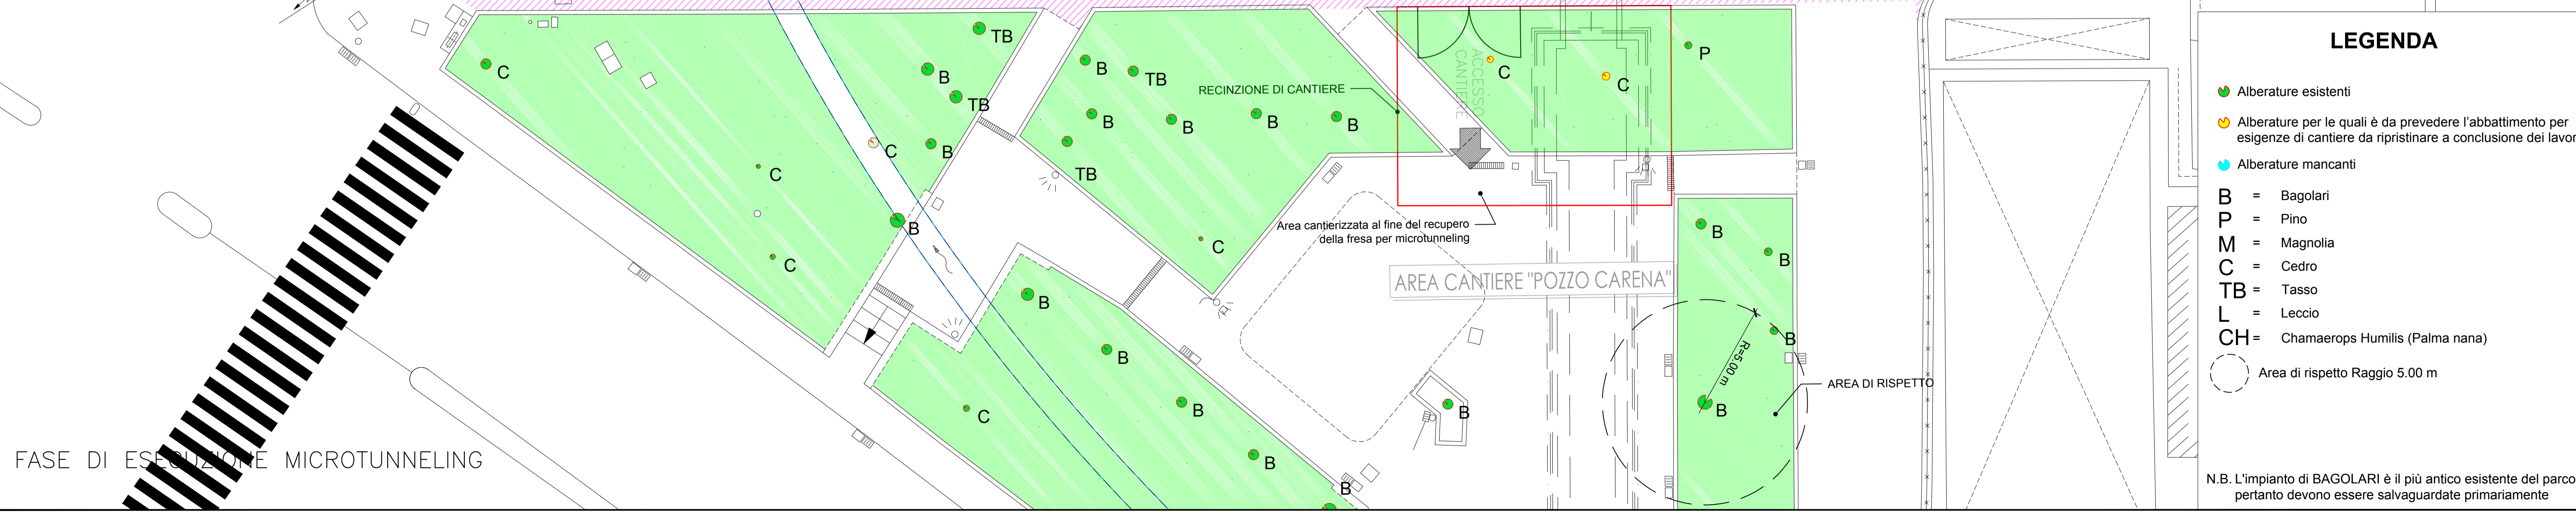 TB
C
B
TB
C
B
C
B
C
B
TB
B
B
B
B
TB
C
RECINZIONE DI CANTIERE
ACCESSO
CANTIERE
C
C
P
Area cantierizzata al fine del recupero
della fresa per microtunneling
AREA CANTIERE "POZZO CARENA"
B
B
B
R=5.00 m
B
AREA DI RISPETTO
B
B
B
C
B
B
B
FASE DI ESECUZIONE MICROTUNNELING
LEGENDA
Alberature esistenti
Alberature per le quali è da prevedere l'abbattimento per
esigenze di cantiere da ripristinare a conclusione dei lavor
Alberature mancanti
B = Bagolari
P = Pino
M = Magnolia
C = Cedro
TB = Tasso
L = Leccio
CH = Chamaerops Humilis (Palma nana)
Area di rispetto Raggio 5.00 m
N.B. L'impianto di BAGOLARI è il più antico esistente del parco
pertanto devono essere salvaguardate primariamente